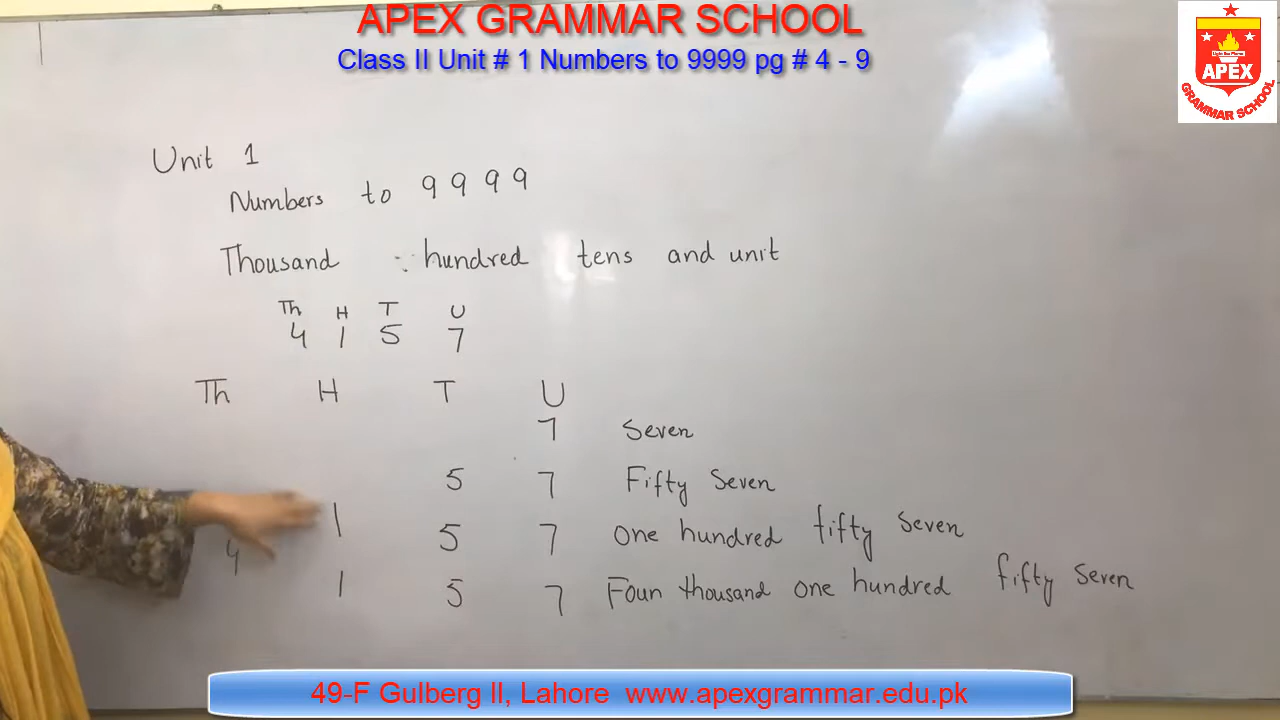 APEX GRAMMAR SCHOOL
Class II Unit # 1 Numbers to 9999 pg # 4 - 9
APEX
GRAMMAR SCHOOL
Unit 1
Numbers to 9999
Thousand hundred tens and unit
Th H T U
4 1 5 7
Th H T U
7 Seven
5 7 Fifty Seven
1 5 7 One hundred fifty seven
4 1 5 7 Four thousand one hundred fifty seven
49-F Gulberg II, Lahore www.apexgrammar.edu.pk